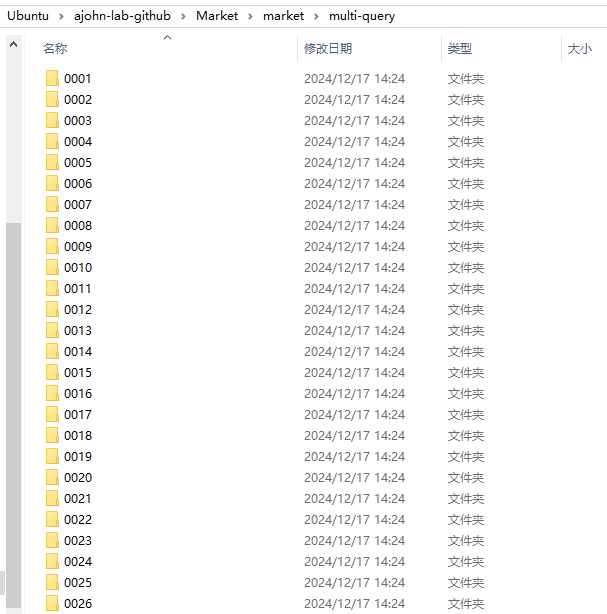 Ubuntu > ajohn-lab-github > Market > market > multi-query
名称 修改日期 类型 大小
0001 2024/12/17 14:24 文件夹
0002 2024/12/17 14:24 文件夹
0003 2024/12/17 14:24 文件夹
0004 2024/12/17 14:24 文件夹
0005 2024/12/17 14:24 文件夹
0006 2024/12/17 14:24 文件夹
0007 2024/12/17 14:24 文件夹
0008 2024/12/17 14:24 文件夹
0009 2024/12/17 14:24 文件夹
0010 2024/12/17 14:24 文件夹
0011 2024/12/17 14:24 文件夹
0012 2024/12/17 14:24 文件夹
0013 2024/12/17 14:24 文件夹
0014 2024/12/17 14:24 文件夹
0015 2024/12/17 14:24 文件夹
0016 2024/12/17 14:24 文件夹
0017 2024/12/17 14:24 文件夹
0018 2024/12/17 14:24 文件夹
0019 2024/12/17 14:24 文件夹
0020 2024/12/17 14:24 文件夹
0021 2024/12/17 14:24 文件夹
0022 2024/12/17 14:24 文件夹
0023 2024/12/17 14:24 文件夹
0024 2024/12/17 14:24 文件夹
0025 2024/12/17 14:24 文件夹
0026 2024/12/17 14:24 文件夹